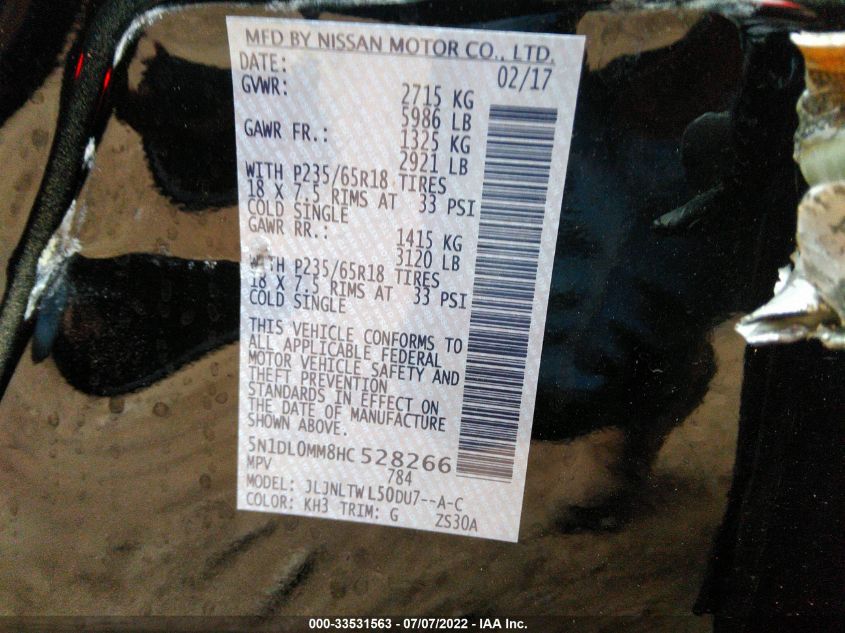 MFD BY NISSAN MOTOR CO., LTD.
DATE: 02/17
GVWR: 2715 KG
5986 LB
GAWR FR.: 1325 KG
2921 LB
WITH P235/65R18 TIRES
18 X 7.5 RIMS AT 33 PSI
COLD SINGLE
GAWR RR.: 1415 KG
3120 LB
WITH P235/65R18 TIRES
18 X 7.5 RIMS AT 33 PSI
COLD SINGLE
THIS VEHICLE CONFORMS TO
ALL APPLICABLE FEDERAL
MOTOR VEHICLE SAFETY AND
THEFT PREVENTION
STANDARDS IN EFFECT ON
THE DATE OF MANUFACTURE
SHOWN ABOVE.
5N1DL0MM8HC 528266
MPV 784
MODEL: JLJNLTWL50DU7--A-C
COLOR: KH3 TRIM: G ZS30A
000-33531563 - 07/07/2022 - IAA Inc.